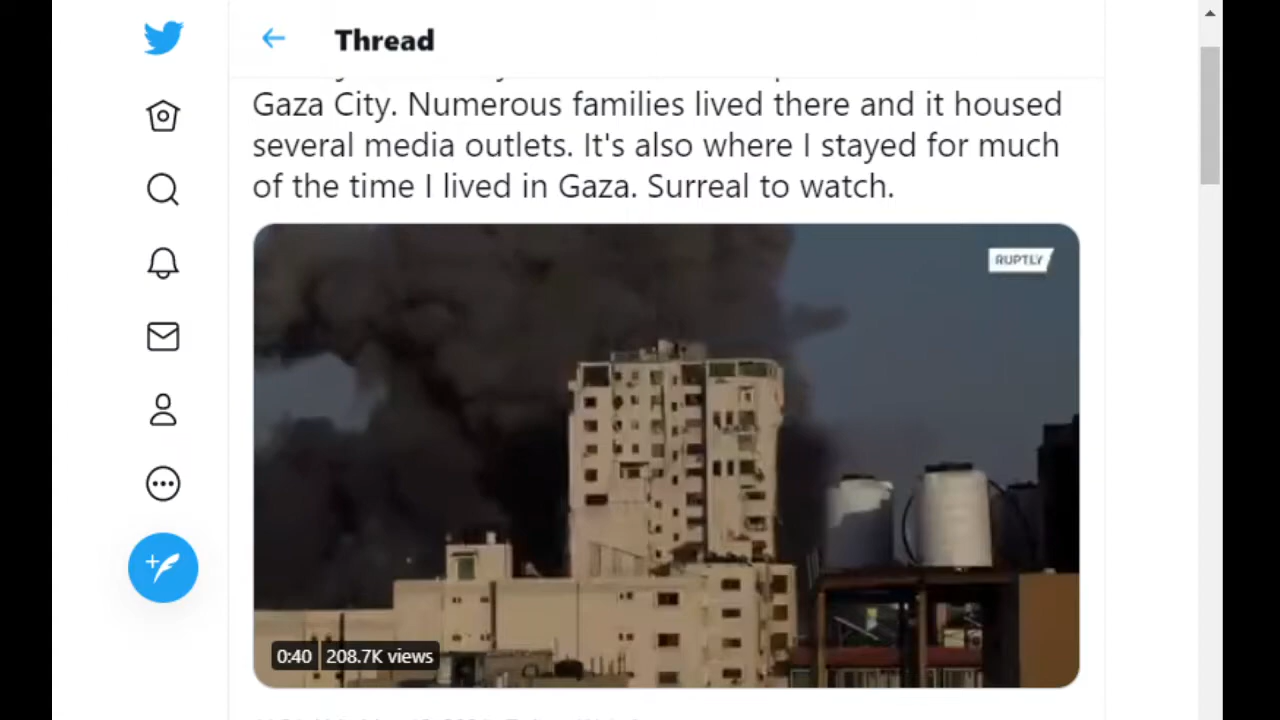 Thread
Gaza City. Numerous families lived there and it housed
several media outlets. It's also where I stayed for much
of the time I lived in Gaza. Surreal to watch.
RUPTLY
0:40 208.7K views